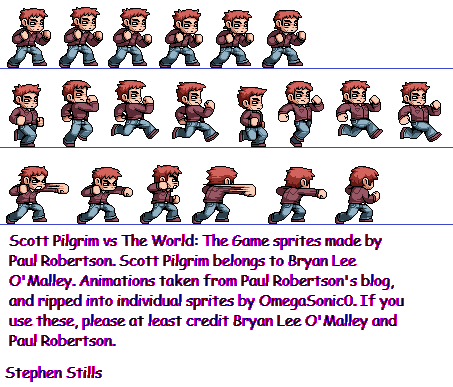 Scott Pilgrim vs The World: The Game sprites made by
Paul Robertson. Scott Pilgrim belongs to Bryan Lee
O'Malley. Animations taken from Paul Robertson's blog,
and ripped into individual sprites by OmegaSonic0. If you
use these, please at least credit Bryan Lee O'Malley and
Paul Robertson.
Stephen Stills